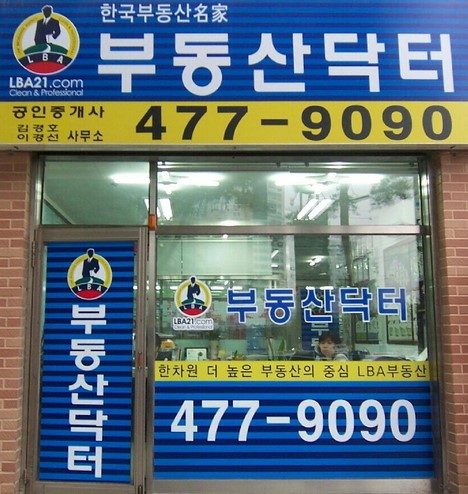 한국부동산名家
부동산닥터
LBA
LBA21.com
Clean & Professional
공인중개사
김경호
이경선 사무소
477-9090
LBA
부동산닥터
LBA21.com
Clean & Professional
부동산닥터
한차원 더 높은 부동산의 중심 LBA부동산
477-9090